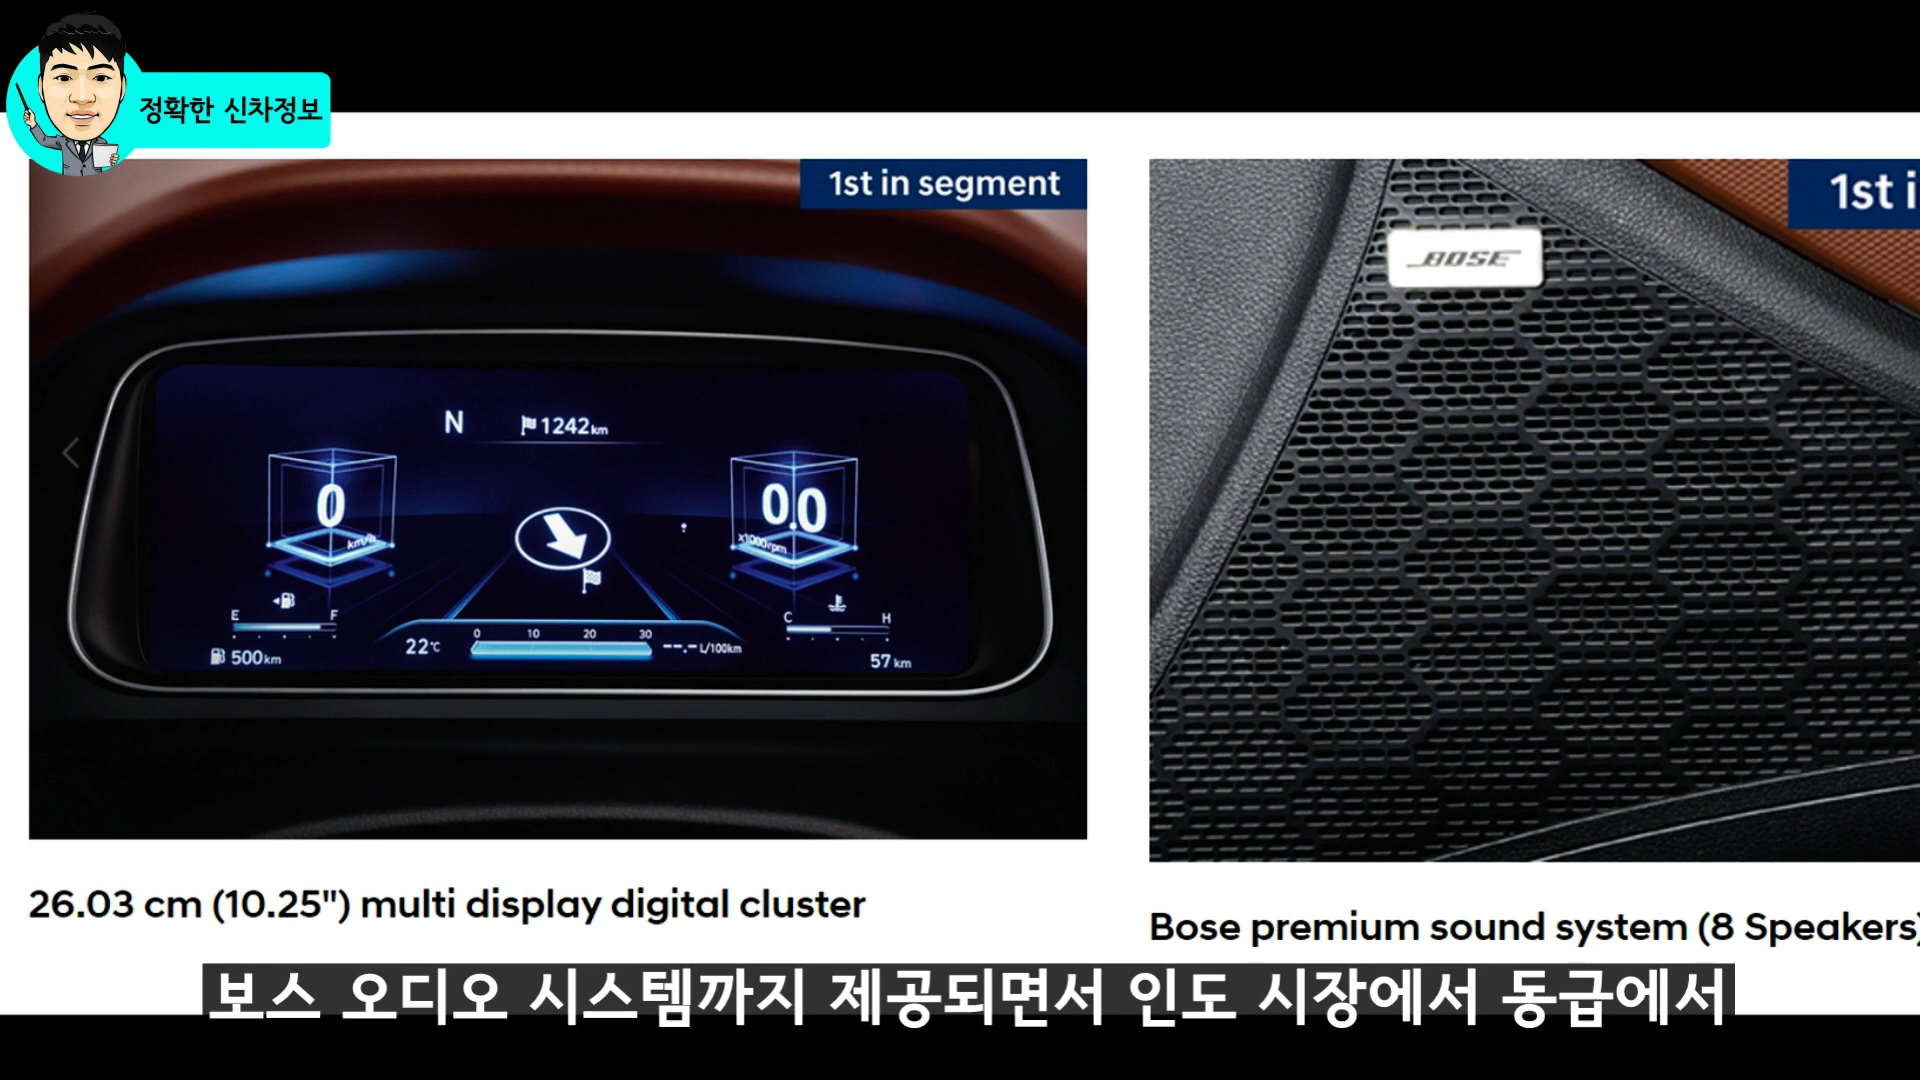 정확한 신차정보
1st in segment
1st i
BOSE
N
1242km
0
km/h
0.0
x1000rpm
E F
C H
500km
22℃
0 10 20 30
--.- L/100km
57 km
26.03 cm (10.25") multi display digital cluster
Bose premium sound system (8 Speakers)
보스 오디오 시스템까지 제공되면서 인도 시장에서 동급에서